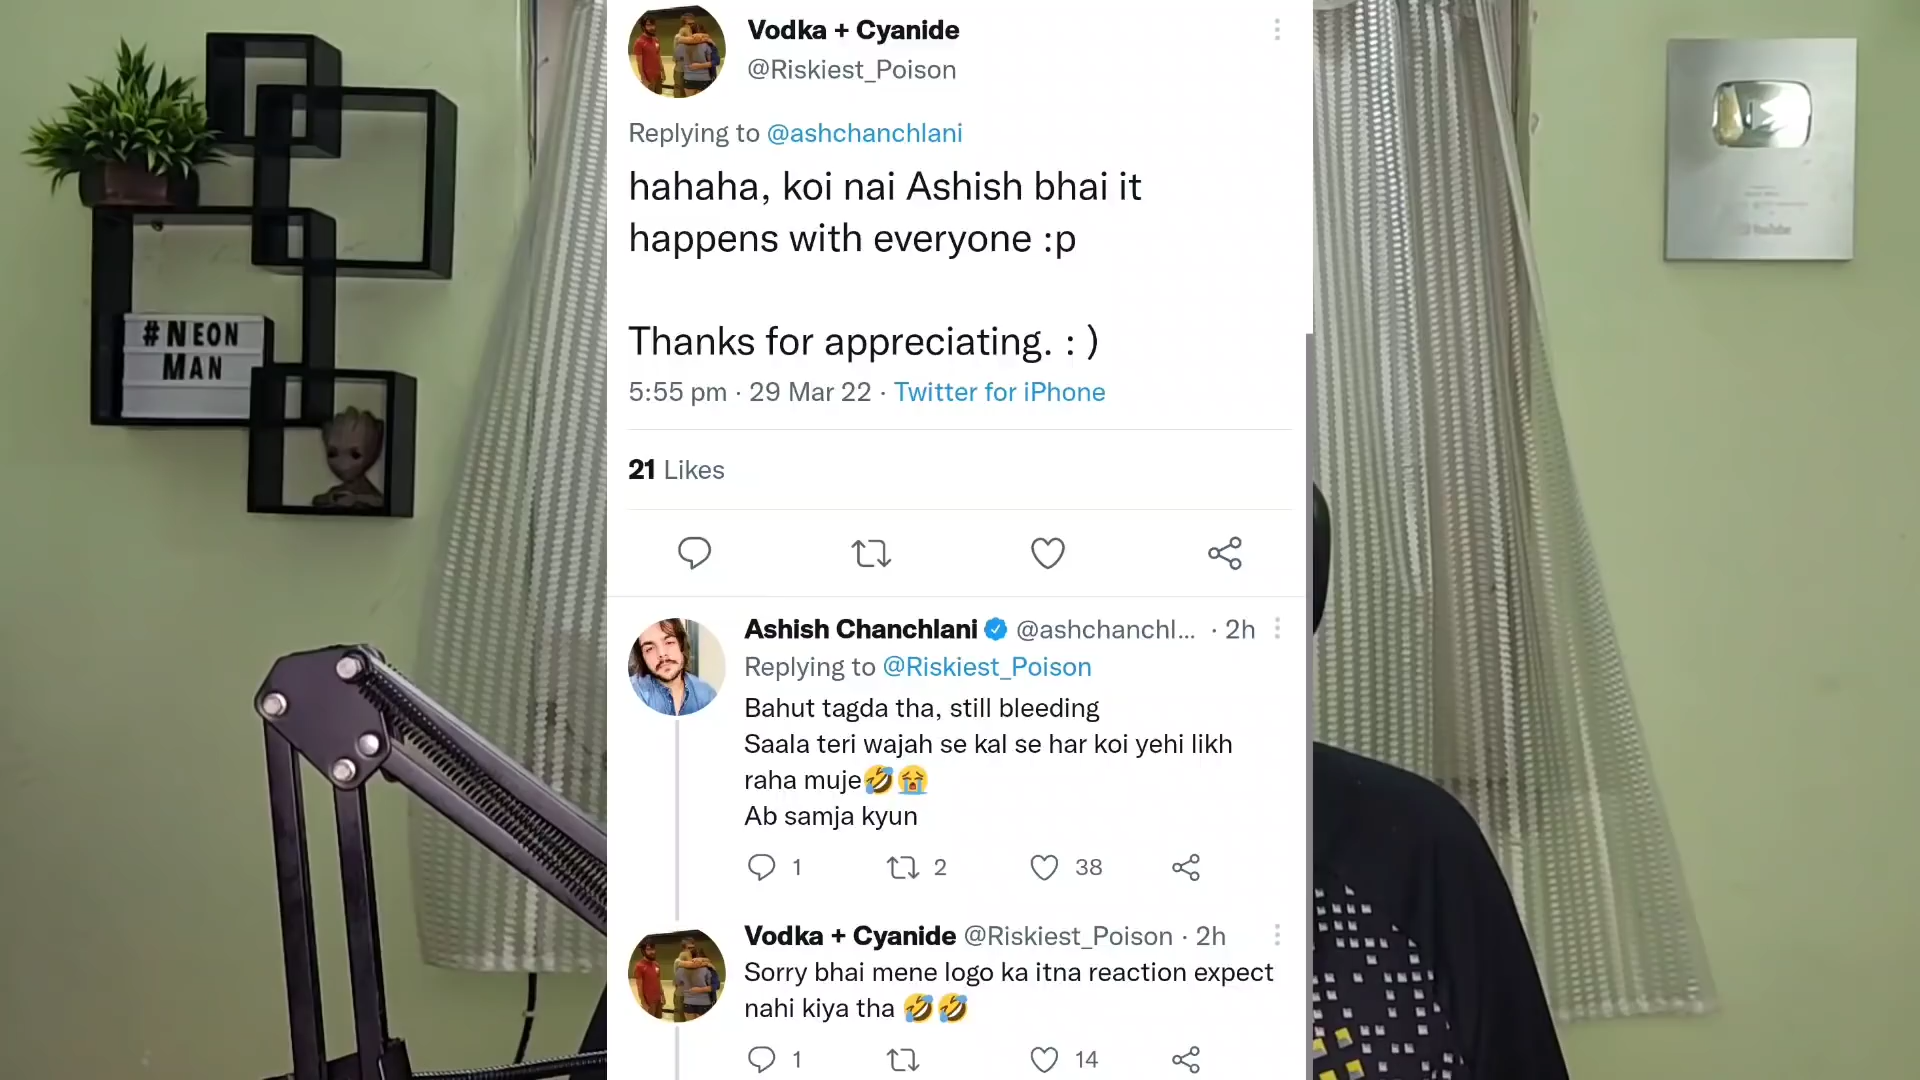 Vodka + Cyanide
@Riskiest_Poison
Replying to @ashchanchlani
hahaha, koi nai Ashish bhai it
happens with everyone :p
Thanks for appreciating. : )
5:55 pm · 29 Mar 22 · Twitter for iPhone
21 Likes
Ashish Chanchlani @ashchanchl... · 2h
Replying to @Riskiest_Poison
Bahut tagda tha, still bleeding
Saala teri wajah se kal se har koi yehi likh
raha muje🤣😭
Ab samja kyun
1 2 38
Vodka + Cyanide @Riskiest_Poison · 2h
Sorry bhai mene logo ka itna reaction expect
nahi kiya tha 🤣🤣
1 14
#NEON
MAN